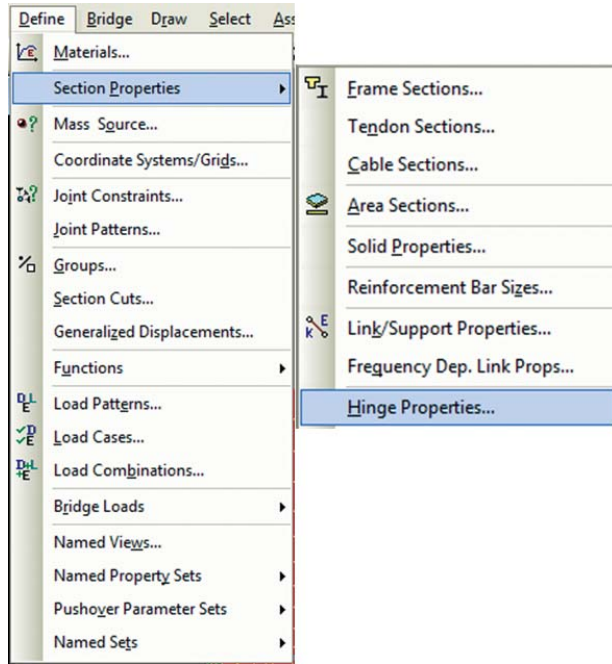 Define Bridge Draw Select Ass
Materials...
Section Properties
Mass Source...
Coordinate Systems/Grids...
Joint Constraints...
Joint Patterns...
Groups...
Section Cuts...
Generalized Displacements...
Functions
Load Patterns...
Load Cases...
Load Combinations...
Bridge Loads
Named Views...
Named Property Sets
Pushover Parameter Sets
Named Sets
Frame Sections...
Tendon Sections...
Cable Sections...
Area Sections...
Solid Properties...
Reinforcement Bar Sizes...
Link/Support Properties...
Frequency Dep. Link Props...
Hinge Properties...